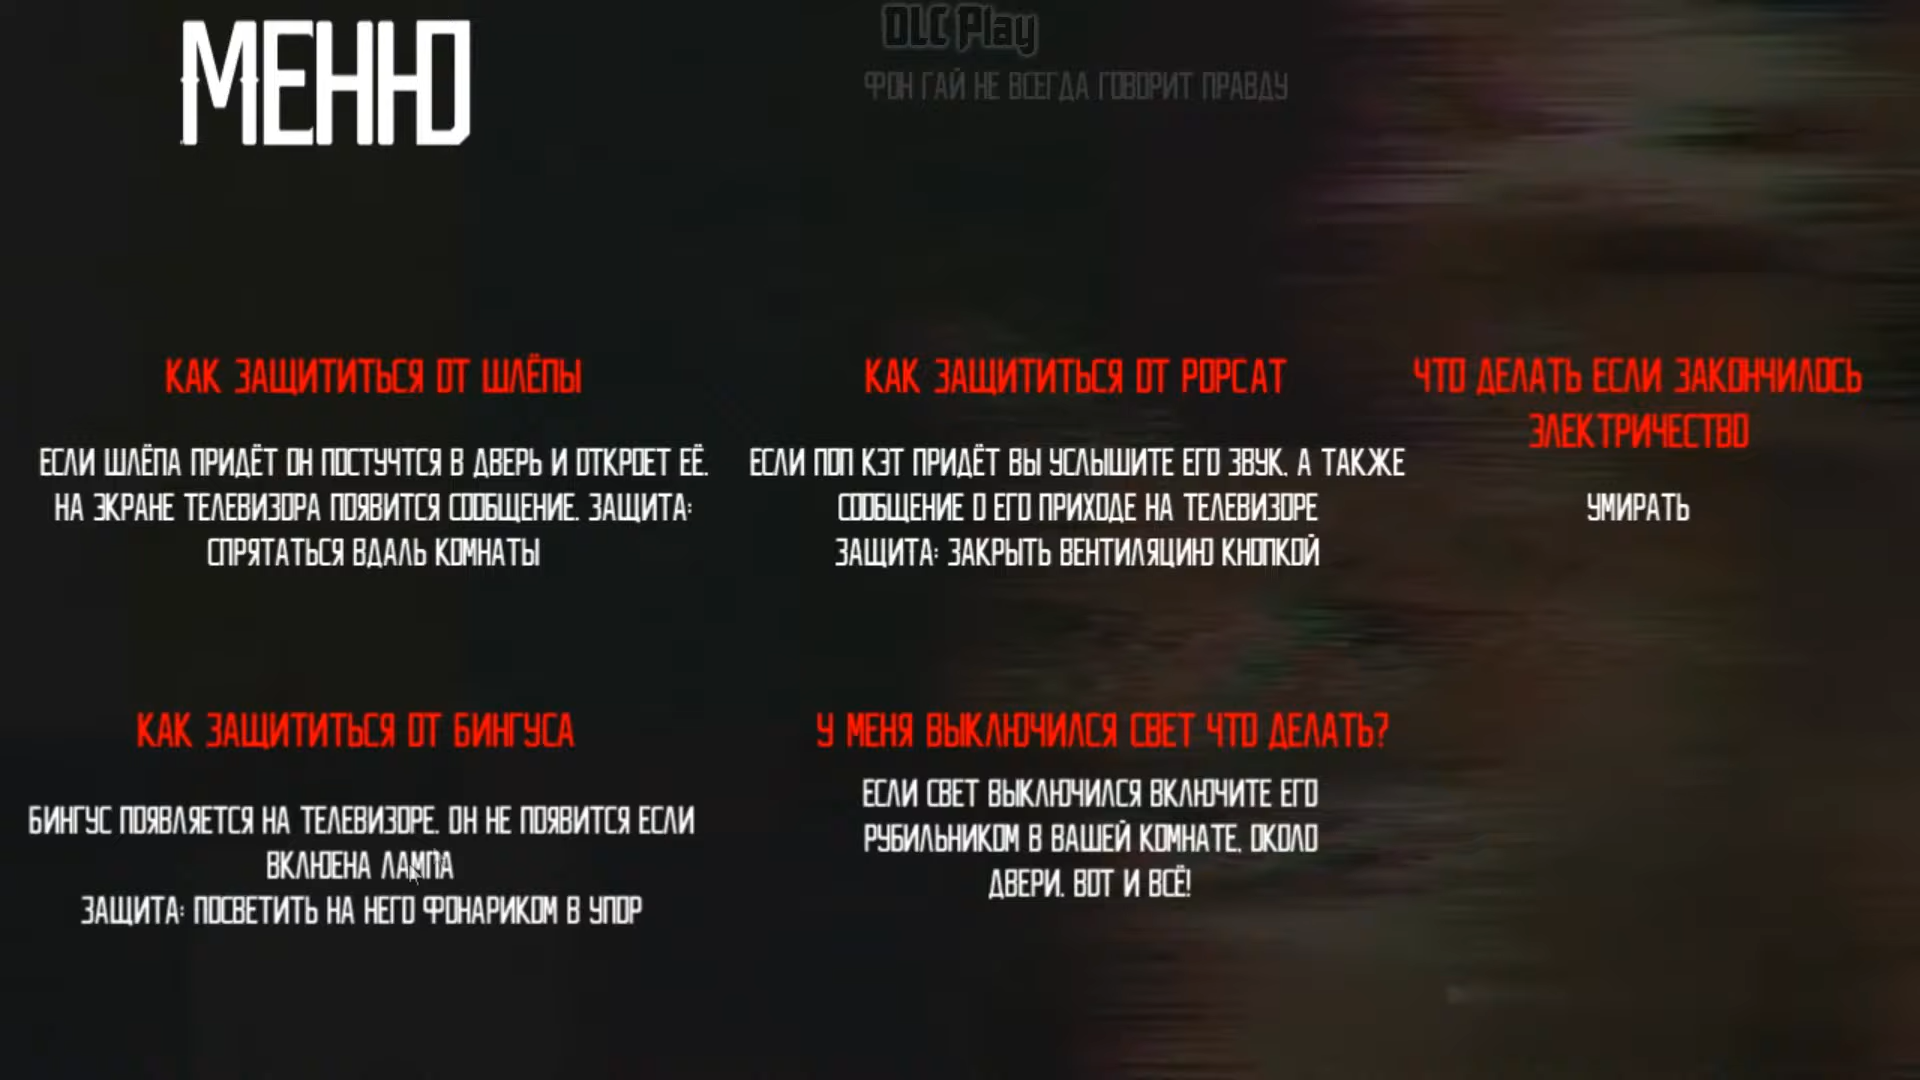 МЕНЮ
DLC Play
ФОН ГАЙ НЕ ВСЕГДА ГОВОРИТ ПРАВДУ
КАК ЗАЩИТИТЬСЯ ОТ ШЛЁПЫ
ЕСЛИ ШЛЁПА ПРИДЁТ ОН ПОСТУЧТСЯ В ДВЕРЬ И ОТКРОЕТ ЕЁ.
НА ЭКРАНЕ ТЕЛЕВИЗОРА ПОЯВИТСЯ СООБЩЕНИЕ. ЗАЩИТА:
СПРЯТАТЬСЯ ВДАЛЬ КОМНАТЫ
КАК ЗАЩИТИТЬСЯ ОТ POPCAT
ЕСЛИ ПОП КЭТ ПРИДЁТ ВЫ УСЛЫШИТЕ ЕГО ЗВУК, А ТАКЖЕ
СООБЩЕНИЕ О ЕГО ПРИХОДЕ НА ТЕЛЕВИЗОРЕ
ЗАЩИТА: ЗАКРЫТЬ ВЕНТИЛЯЦИЮ КНОПКОЙ
ЧТО ДЕЛАТЬ ЕСЛИ ЗАКОНЧИЛОСЬ
ЭЛЕКТРИЧЕСТВО
УМИРАТЬ
КАК ЗАЩИТИТЬСЯ ОТ БИНГУСА
БИНГУС ПОЯВЛЯЕТСЯ НА ТЕЛЕВИЗОРЕ. ОН НЕ ПОЯВИТСЯ ЕСЛИ
ВКЛЮЕНА ЛАМПА
ЗАЩИТА: ПОСВЕТИТЬ НА НЕГО ФОНАРИКОМ В УПОР
У МЕНЯ ВЫКЛЮЧИЛСЯ СВЕТ ЧТО ДЕЛАТЬ?
ЕСЛИ СВЕТ ВЫКЛЮЧИЛСЯ ВКЛЮЧИТЕ ЕГО
РУБИЛЬНИКОМ В ВАШЕЙ КОМНАТЕ, ОКОЛО
ДВЕРИ. ВОТ И ВСЁ!